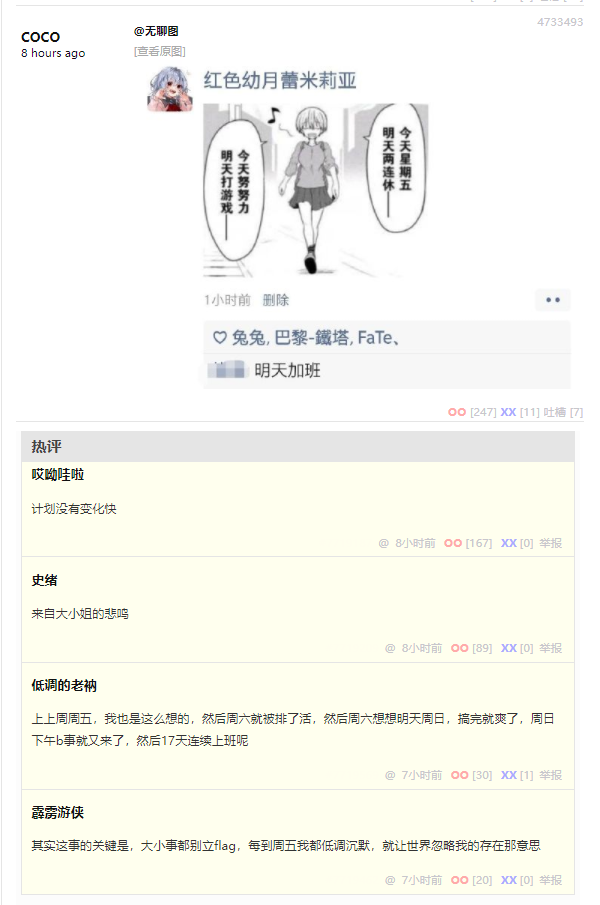 4733493
COCO
8 hours ago
@无聊图
[查看原图]
红色幼月蕾米莉亚
今天星期五
明天两连休——
今天努努力
明天打游戏——
1小时前 删除
兔兔, 巴黎-鐵塔, FaTe、
明天加班
OO [247] XX [11] 吐槽 [7]
热评
哎呦哇啦
计划没有变化快
@ 8小时前 OO [167] XX [0] 举报
史绪
来自大小姐的悲鸣
@ 8小时前 OO [89] XX [0] 举报
低调的老衲
上上周周五，我也是这么想的，然后周六就被排了活，然后周六想想明天周日，搞完就爽了，周日
下午b事就又来了，然后17天连续上班呢
@ 7小时前 OO [30] XX [1] 举报
霹雳游侠
其实这事的关键是，大小事都别立flag，每到周五我都低调沉默，就让世界忽略我的存在那意思
@ 7小时前 OO [20] XX [0] 举报